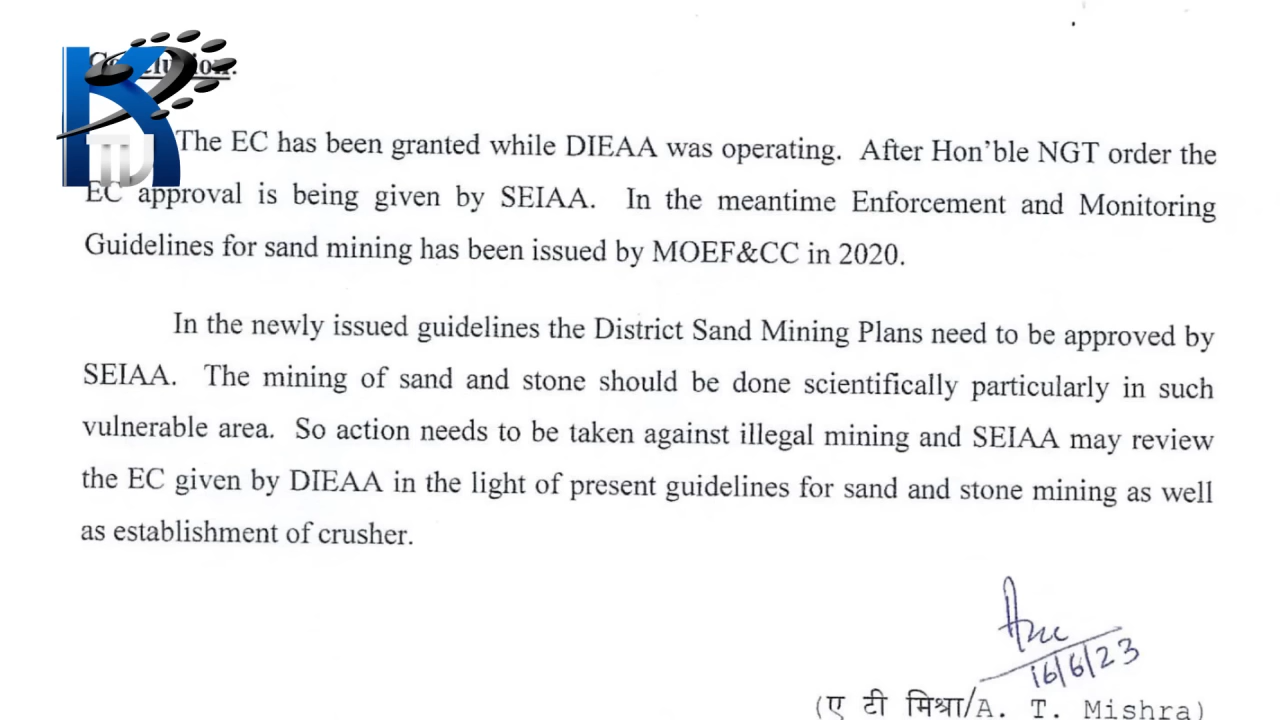 Conclusion:
The EC has been granted while DIEAA was operating. After Hon'ble NGT order the
EC approval is being given by SEIAA. In the meantime Enforcement and Monitoring
Guidelines for sand mining has been issued by MOEF&CC in 2020.
In the newly issued guidelines the District Sand Mining Plans need to be approved by
SEIAA. The mining of sand and stone should be done scientifically particularly in such
vulnerable area. So action needs to be taken against illegal mining and SEIAA may review
the EC given by DIEAA in the light of present guidelines for sand and stone mining as well
as establishment of crusher.
16/6/23
(ए टी मिश्रा/A. T. Mishra)